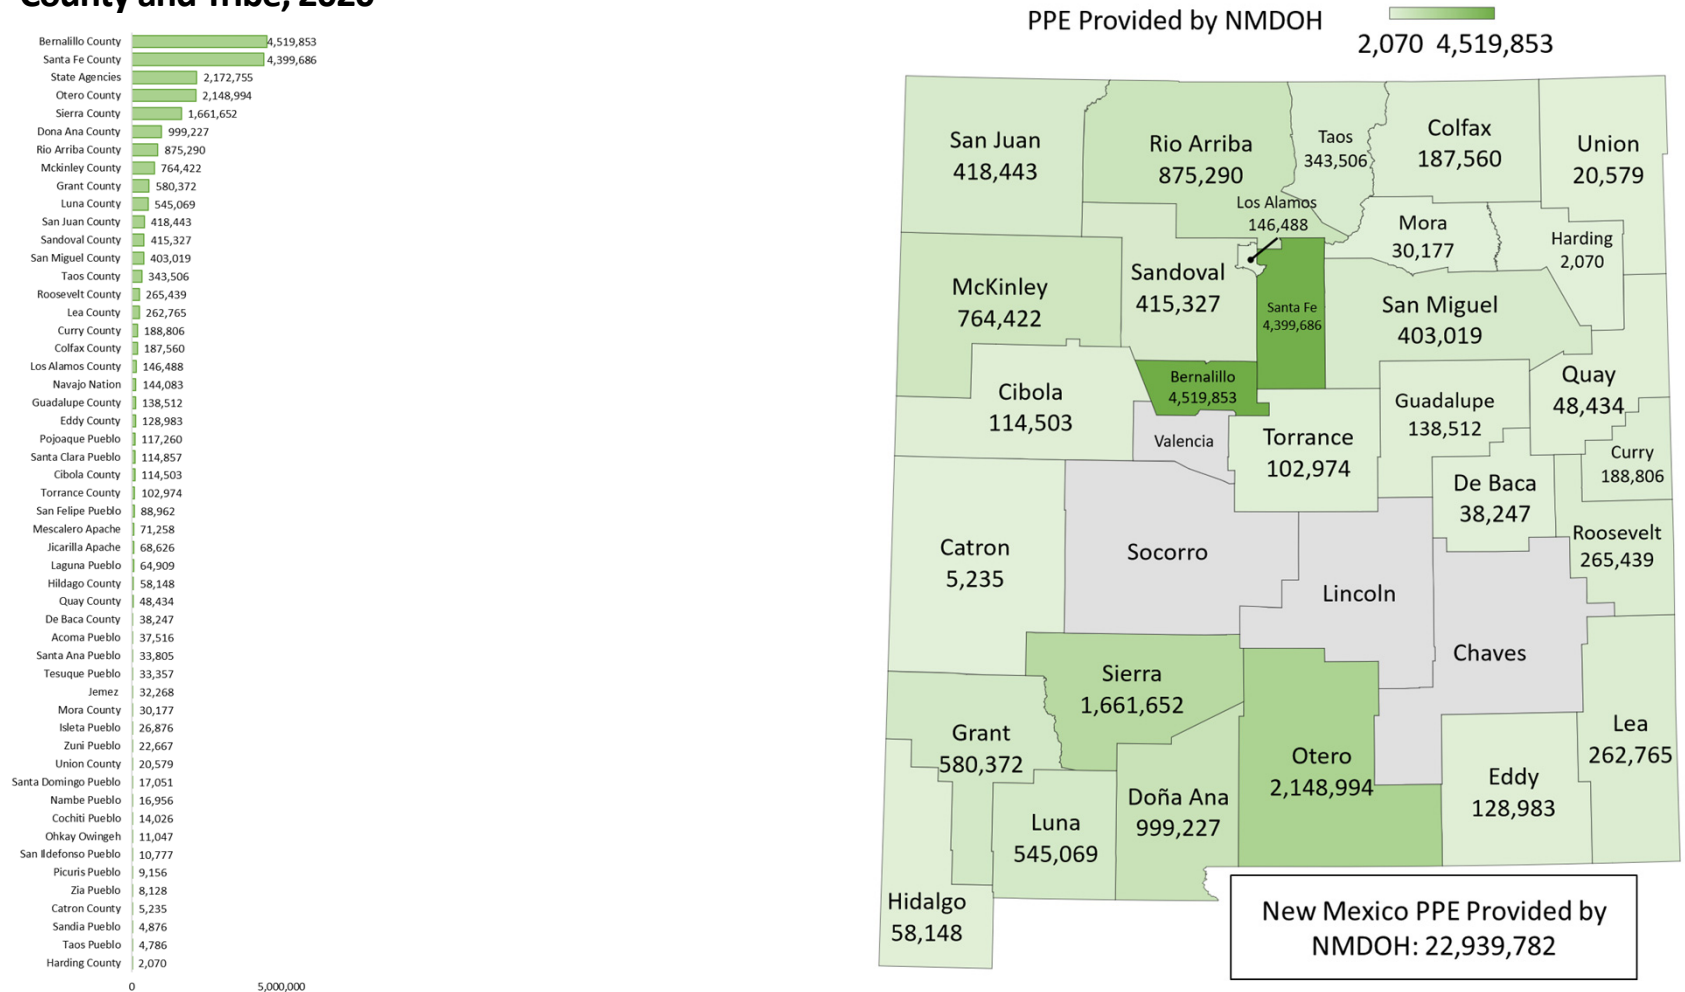 County and Tribe, 2020
Bernalillo County 4,519,853
Santa Fe County 4,399,686
State Agencies 2,172,755
Otero County 2,148,994
Sierra County 1,661,652
Dona Ana County 999,227
Rio Arriba County 875,290
Mckinley County 764,422
Grant County 580,372
Luna County 545,069
San Juan County 418,443
Sandoval County 415,327
San Miguel County 403,019
Taos County 343,506
Roosevelt County 265,439
Lea County 262,765
Curry County 188,806
Colfax County 187,560
Los Alamos County 146,488
Navajo Nation 144,083
Guadalupe County 138,512
Eddy County 128,983
Pojoaque Pueblo 117,260
Santa Clara Pueblo 114,857
Cibola County 114,503
Torrance County 102,974
San Felipe Pueblo 88,962
Mescalero Apache 71,258
Jicarilla Apache 68,626
Laguna Pueblo 64,909
Hildago County 58,148
Quay County 48,434
De Baca County 38,247
Acoma Pueblo 37,516
Santa Ana Pueblo 33,805
Tesuque Pueblo 33,357
Jemez 32,268
Mora County 30,177
Isleta Pueblo 26,876
Zuni Pueblo 22,667
Union County 20,579
Santa Domingo Pueblo 17,051
Nambe Pueblo 16,956
Cochiti Pueblo 14,026
Ohkay Owingeh 11,047
San Ildefonso Pueblo 10,777
Picuris Pueblo 9,156
Zia Pueblo 8,128
Catron County 5,235
Sandia Pueblo 4,876
Taos Pueblo 4,786
Harding County 2,070
0 5,000,000
PPE Provided by NMDOH
2,070 4,519,853
San Juan
418,443
Rio Arriba
875,290
Taos
343,506
Colfax
187,560
Union
20,579
Los Alamos
146,488
Mora
30,177
Harding
2,070
McKinley
764,422
Sandoval
415,327
Santa Fe
4,399,686
San Miguel
403,019
Cibola
114,503
Bernalillo
4,519,853
Quay
48,434
Guadalupe
138,512
Valencia
Torrance
102,974
Curry
188,806
De Baca
38,247
Catron
5,235
Socorro
Roosevelt
265,439
Lincoln
Chaves
Sierra
1,661,652
Grant
580,372
Otero
2,148,994
Lea
262,765
Eddy
128,983
Doña Ana
999,227
Luna
545,069
Hidalgo
58,148
New Mexico PPE Provided by
NMDOH: 22,939,782